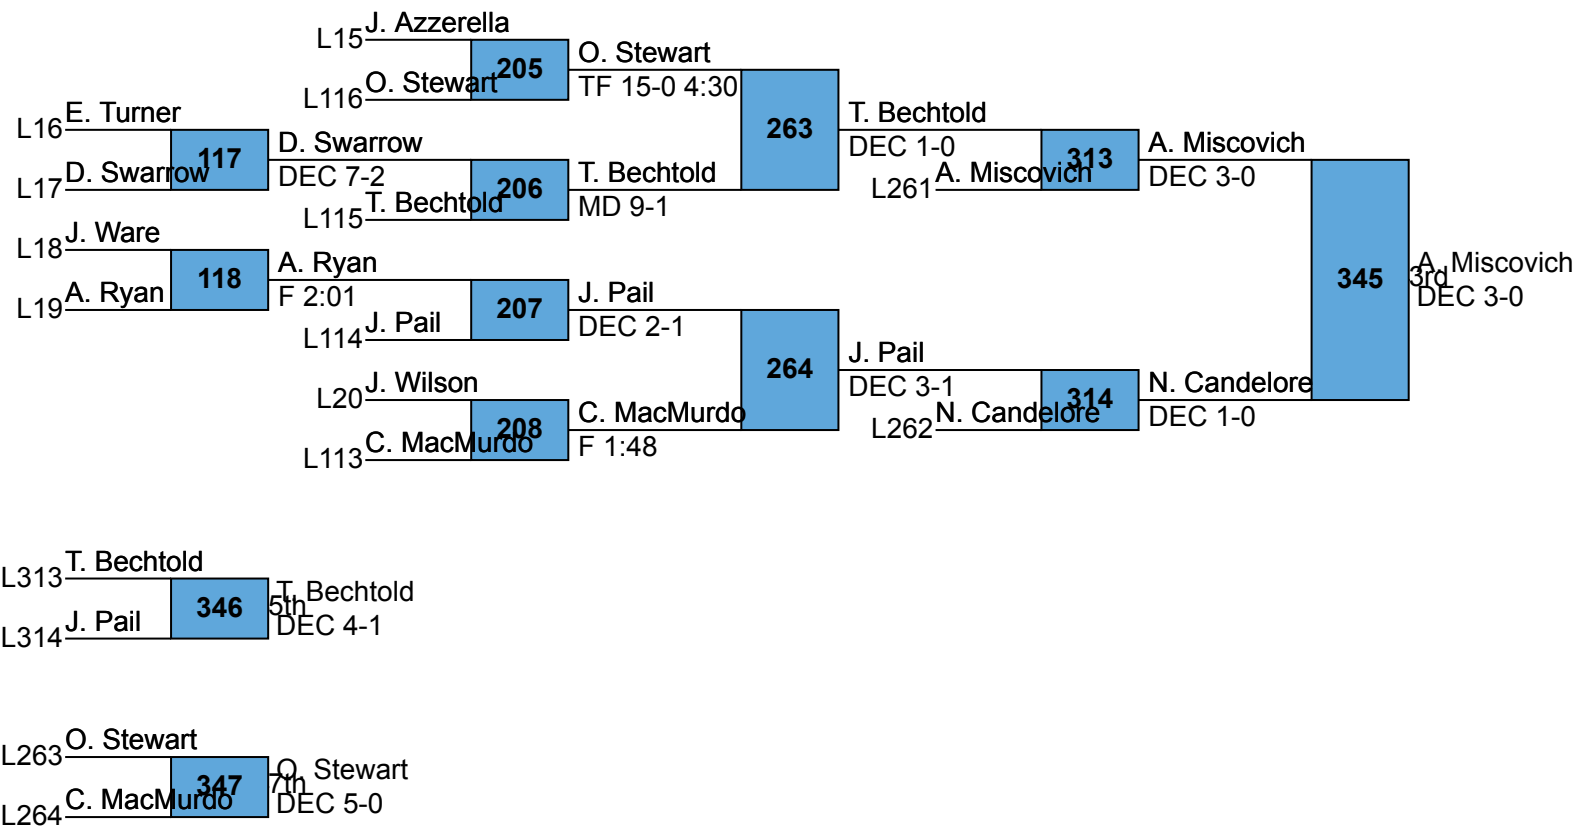 L15 J. Azzerella
205
L116 O. Stewart
O. Stewart
TF 15-0 4:30
L16 E. Turner
117
L17 D. Swarrow
D. Swarrow
DEC 7-2
206
L115 T. Bechtold
T. Bechtold
MD 9-1
263
T. Bechtold
DEC 1-0
313
L261 A. Miscovich
A. Miscovich
DEC 3-0
L18 J. Ware
118
L19 A. Ryan
A. Ryan
F 2:01
207
L114 J. Pail
J. Pail
DEC 2-1
L20 J. Wilson
208
L113 C. MacMurdo
C. MacMurdo
F 1:48
264
J. Pail
DEC 3-1
314
L262 N. Candelore
N. Candelore
DEC 1-0
345
3rd
A. Miscovich
DEC 3-0
L313 T. Bechtold
346
L314 J. Pail
5th
T. Bechtold
DEC 4-1
L263 O. Stewart
347
L264 C. MacMurdo
7th
O. Stewart
DEC 5-0